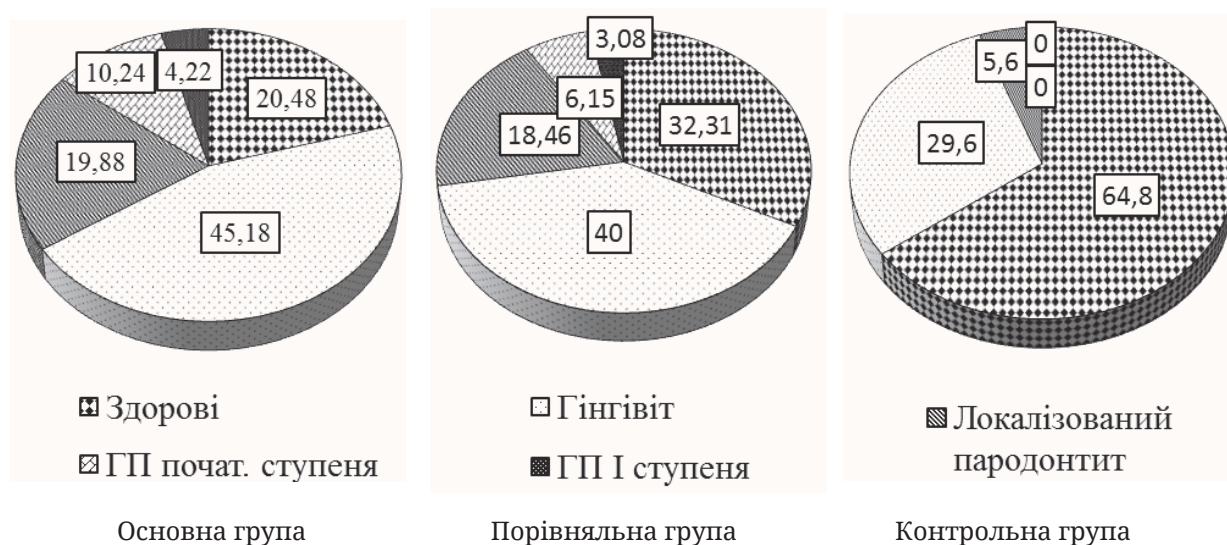 10,24
4,22
20,48
19,88
45,18
3,08
6,15
32,31
18,46
40
0
5,6
0
29,6
64,8
Здорові
Гінгівіт
Локалізований
пародонтит
ГП почат. ступеня
ГП І ступеня
Основна група
Порівняльна група
Контрольна група